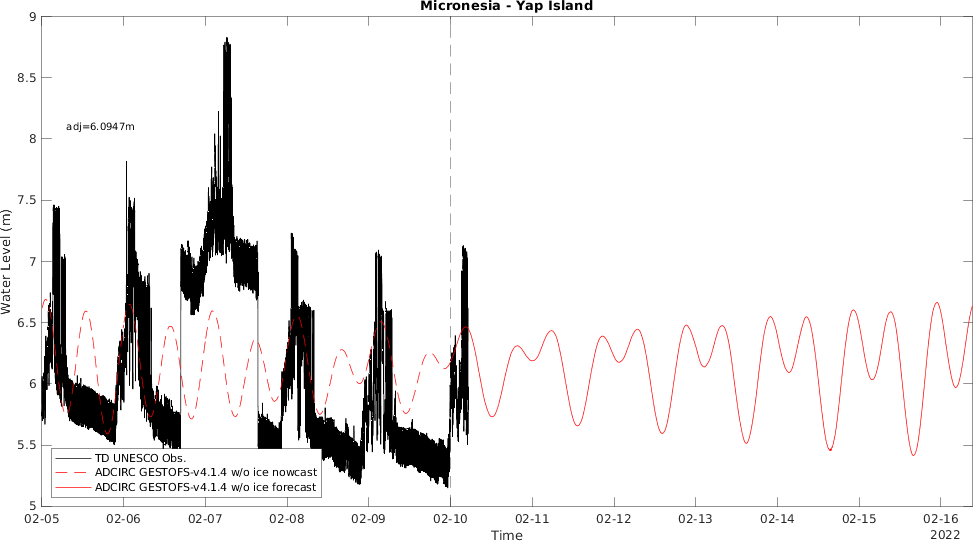 Micronesia - Yap Island
9
8.5
8
7.5
7
6.5
6
5.5
5
Water Level (m)
adj=6.0947m
TD UNESCO Obs.
ADCIRC GESTOFS-v4.1.4 w/o ice nowcast
ADCIRC GESTOFS-v4.1.4 w/o ice forecast
02-05 02-06 02-07 02-08 02-09 02-10 02-11 02-12 02-13 02-14 02-15 02-16
Time 2022